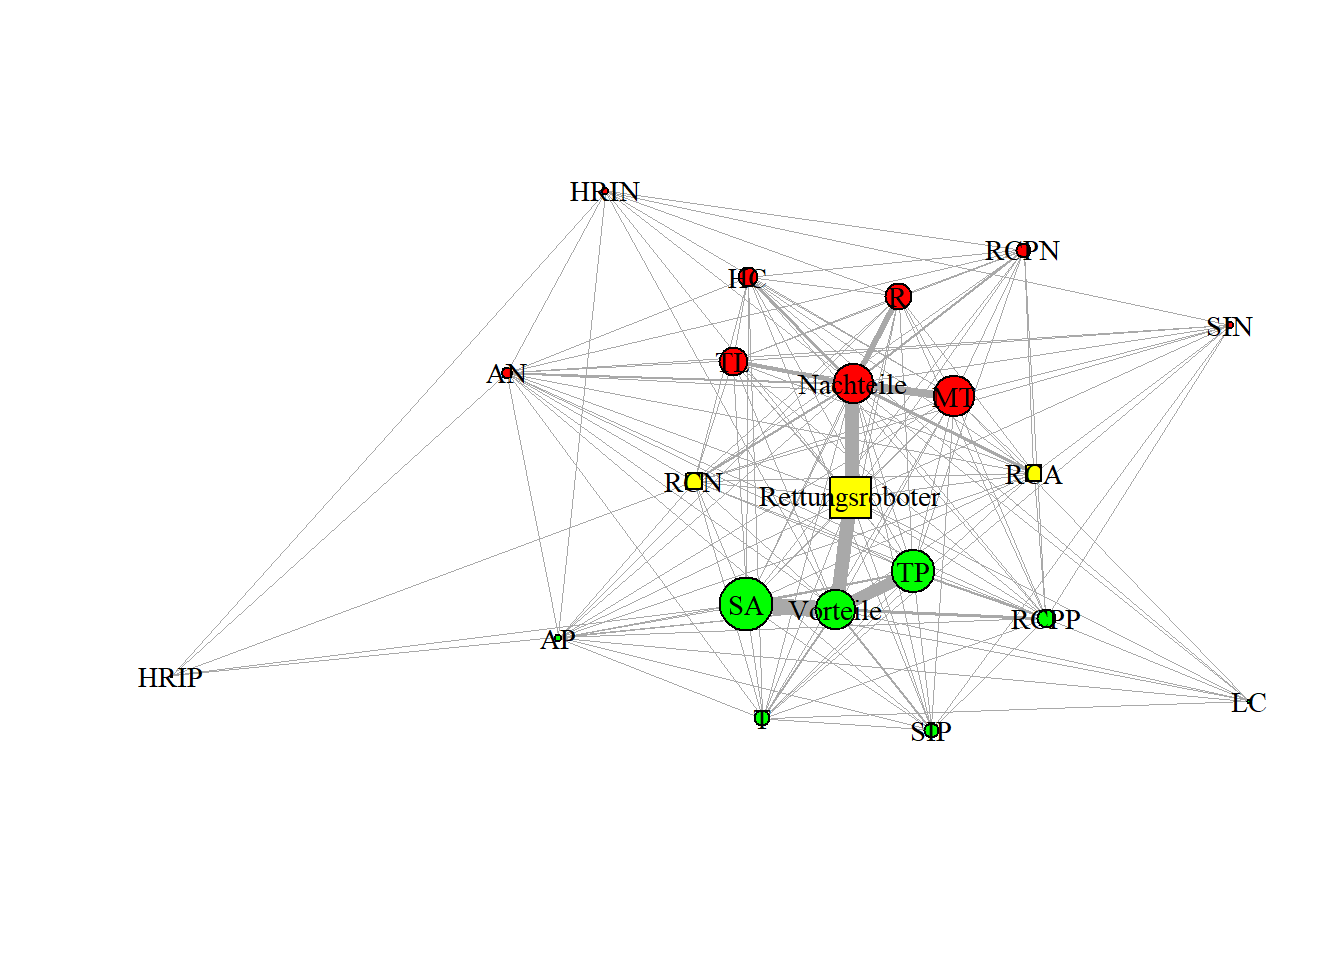 HRIN
RCPN
HC
R
SIN
TL
AN
Nachteile
MT
RCN
RCA
Rettungsroboter
TP
SA
Vorteile
RCPP
AP
HRIP
LC
T
SIP